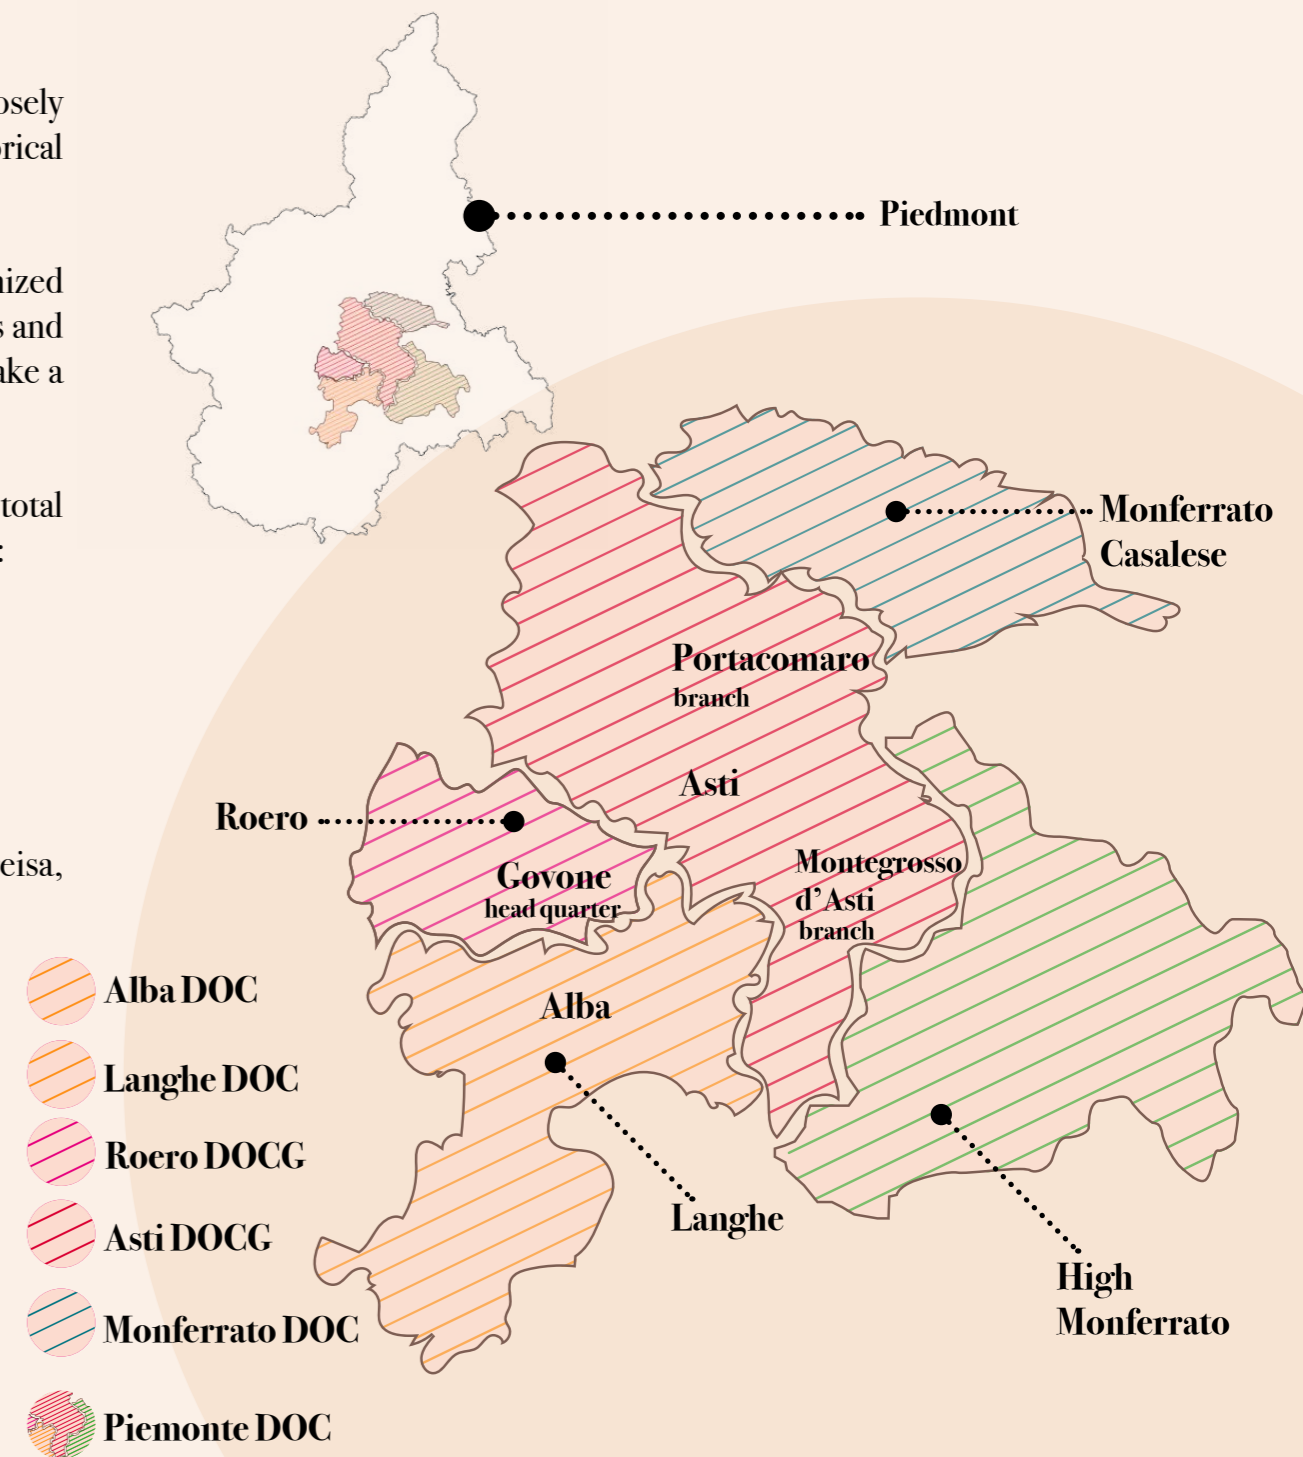 osely
orical
Piedmont
nized
s and
ake a
total
:
Monferrato
Casalese
Portacomaro
branch
Asti
Roero
Montegrosso
d'Asti
branch
Govone
head quarter
eisa,
Alba DOC
Alba
Langhe DOC
Roero DOCG
Langhe
Asti DOCG
High
Monferrato
Monferrato DOC
Piemonte DOC